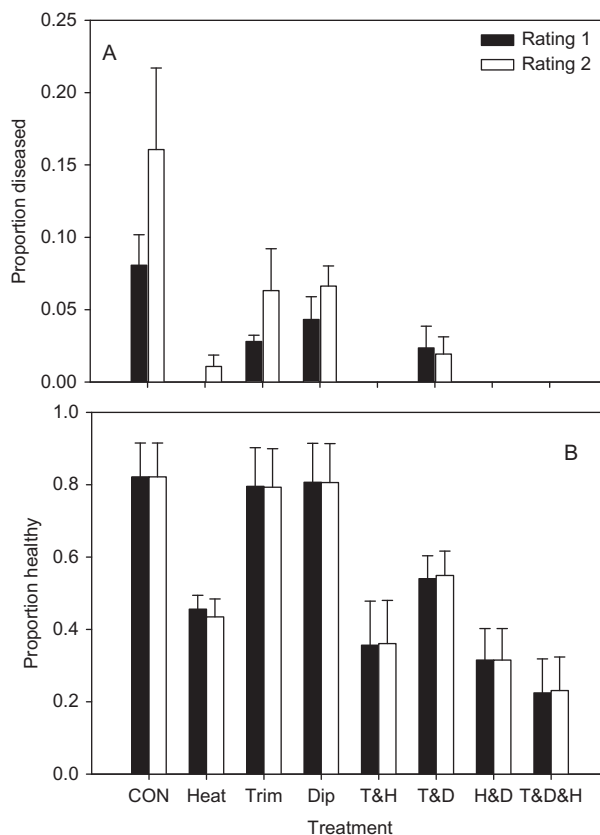 0.25
A
Rating 1
Rating 2
0.20
0.15
0.10
0.05
0.00
Proportion diseased
1.0
B
0.8
0.6
0.4
0.2
0.0
Proportion healthy
CON Heat Trim Dip T&H T&D H&D T&D&H
Treatment